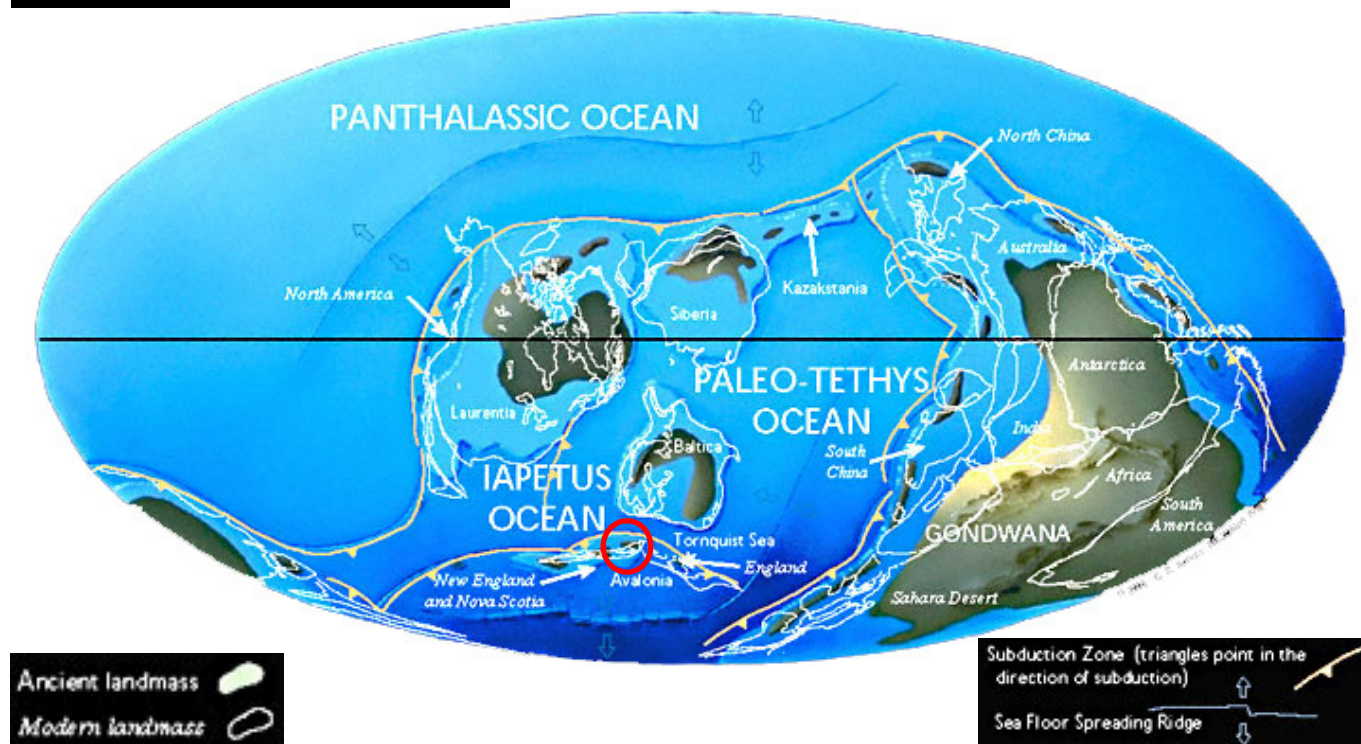 PANTHALASSIC OCEAN
North China
Australia
Kazakstania
North America
Siberia
Antarctica
PALEO-TETHYS
OCEAN
Laurentia
India
Baltica
South
China
Africa
IAPETUS
OCEAN
South
America
GONDWANA
Tornquist Sea
England
New England
and Nova Scotia
Avalonia
Sahara Desert
Ancient landmass
Modern landmass
Subduction Zone (triangles point in the
direction of subduction)
Sea Floor Spreading Ridge